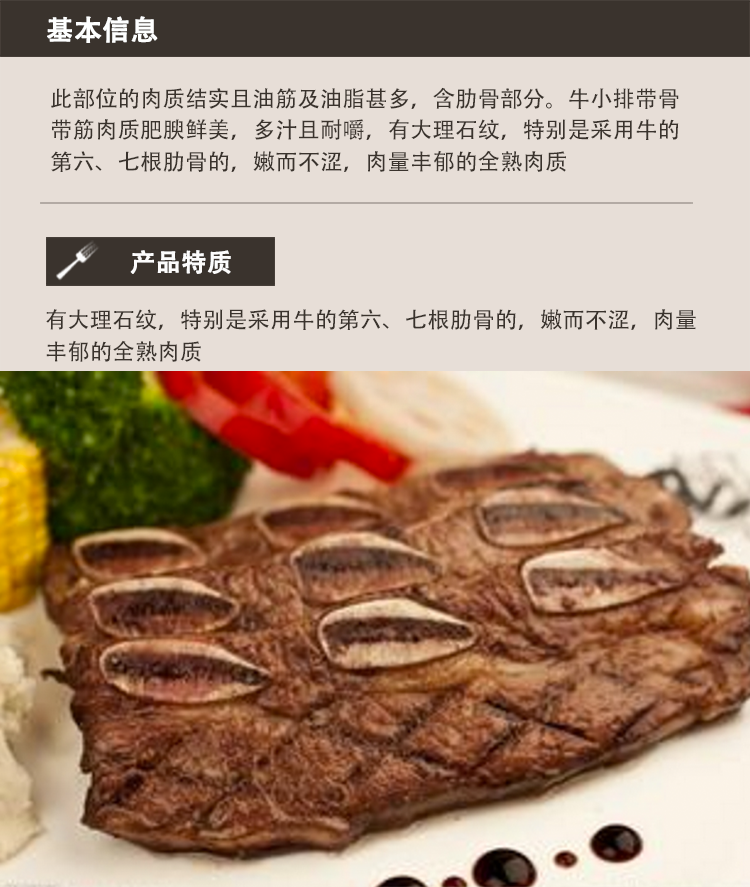 基本信息
此部位的肉质结实且油筋及油脂甚多，含肋骨部分。牛小排带骨
带筋肉质肥腴鲜美，多汁且耐嚼，有大理石纹，特别是采用牛的
第六、七根肋骨的，嫩而不涩，肉量丰郁的全熟肉质
产品特质
有大理石纹，特别是采用牛的第六、七根肋骨的，嫩而不涩，肉量
丰郁的全熟肉质